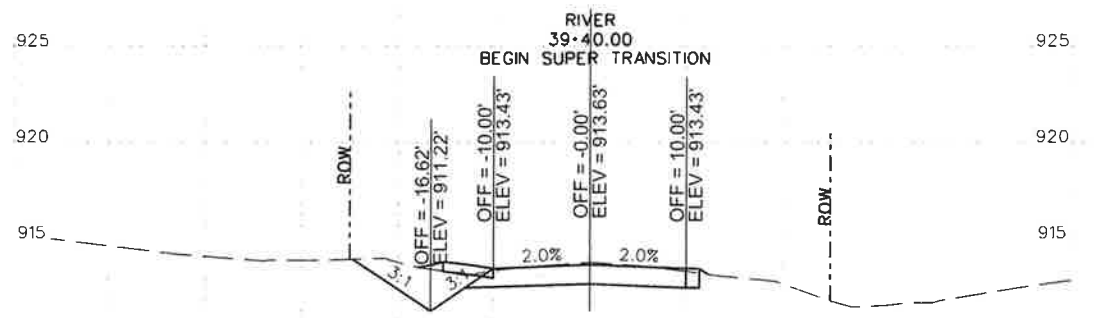 RIVER
39+40.00
BEGIN SUPER TRANSITION
925
925
920
920
915
915
ROW
OFF = -16.62'
ELEV = 911.22'
OFF = -10.00'
ELEV = 913.43'
OFF = -0.00'
ELEV = 913.63'
OFF = 10.00'
ELEV = 913.43'
ROW
3:1
3:1
2.0%
2.0%